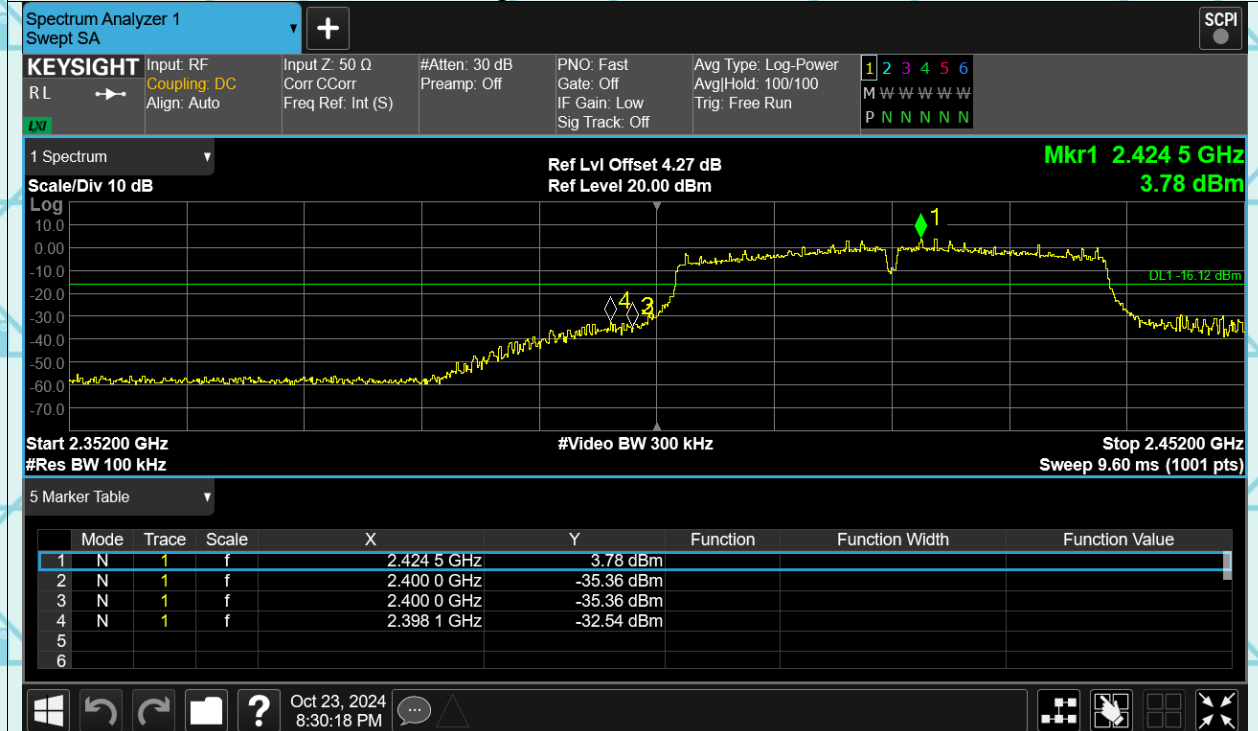 Spectrum Analyzer 1
Swept SA
+
SCPI
KEYSIGHT
R L
LXI
Input: RF
Coupling: DC
Align: Auto
Input Z: 50 Ω
Corr CCorr
Freq Ref: Int (S)
#Atten: 30 dB
Preamp: Off
PNO: Fast
Gate: Off
IF Gain: Low
Sig Track: Off
Avg Type: Log-Power
Avg|Hold: 100/100
Trig: Free Run
1 2 3 4 5 6
M W W W W W
P N N N N N
1 Spectrum
Scale/Div 10 dB
Ref Lvl Offset 4.27 dB
Ref Level 20.00 dBm
Mkr1 2.424 5 GHz
3.78 dBm
Log
10.0
0.00
-10.0
-20.0
-30.0
-40.0
-50.0
-60.0
-70.0
1
4
DL1 -16.12 dBm
Start 2.35200 GHz
#Res BW 100 kHz
#Video BW 300 kHz
Stop 2.45200 GHz
Sweep 9.60 ms (1001 pts)
5 Marker Table
Mode Trace Scale X Y Function Function Width Function Value
1 N 1 f 2.424 5 GHz 3.78 dBm
2 N 1 f 2.400 0 GHz -35.36 dBm
3 N 1 f 2.400 0 GHz -35.36 dBm
4 N 1 f 2.398 1 GHz -32.54 dBm
5
6
?
Oct 23, 2024
8:30:18 PM